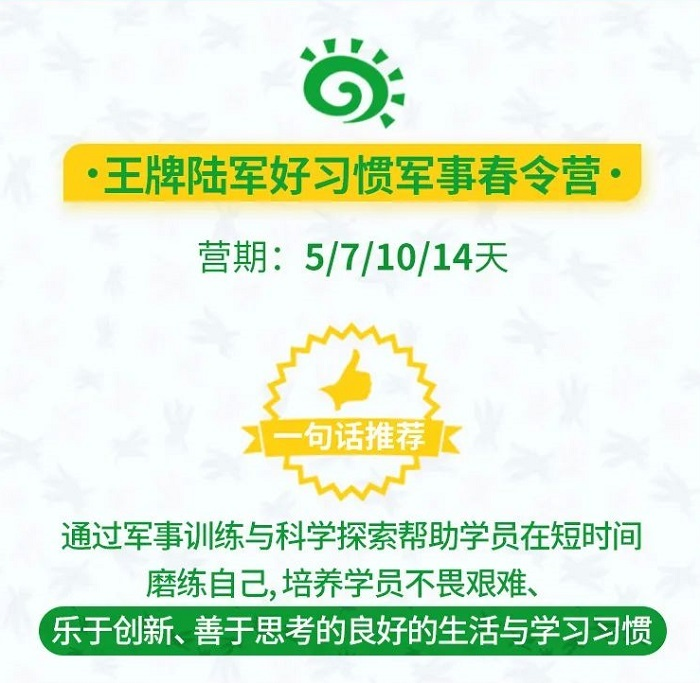 ·王牌陆军好习惯军事春令营·
营期：5/7/10/14天
一句话推荐
通过军事训练与科学探索帮助学员在短时间
磨练自己,培养学员不畏艰难、
乐于创新、善于思考的良好的生活与学习习惯